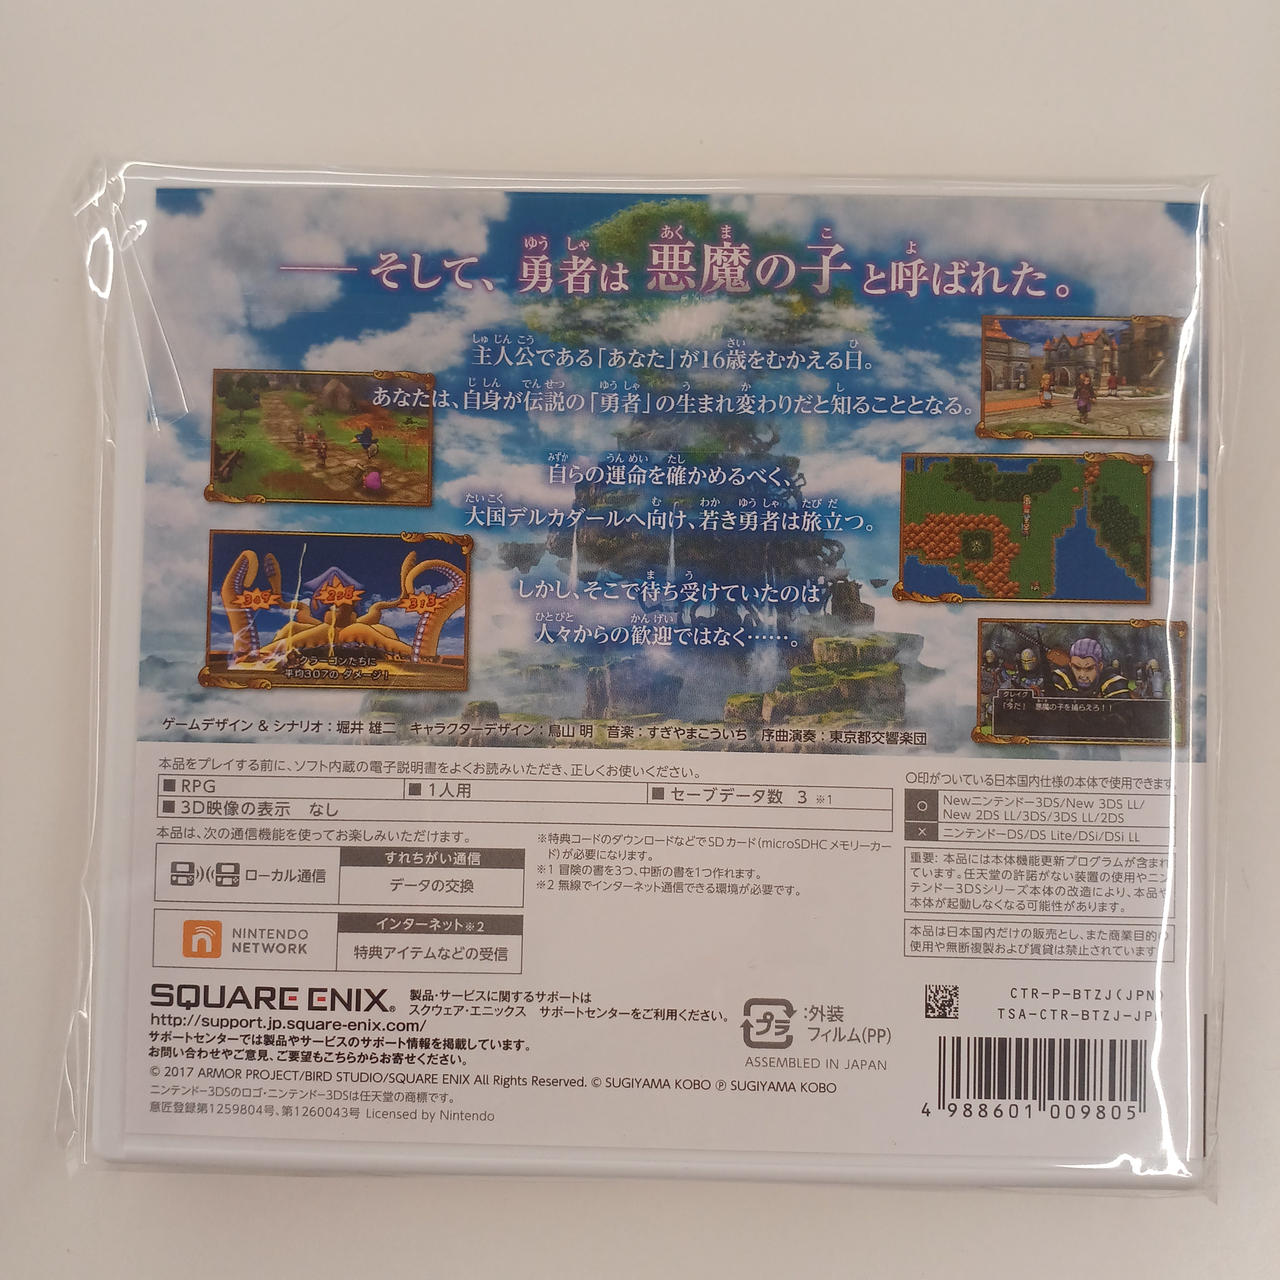 ――そして、勇者は悪魔の子と呼ばれた。
主人公である「あなた」が16歳をむかえる日。
あなたは、自身が伝説の「勇者」の生まれ変わりだと知ることとなる。
自らの運命を確かめるべく、
大国デルカダールへ向け、若き勇者は旅立つ。
しかし、そこで待ち受けていたのは
人々からの歓迎ではなく……。
347
298
313
クラーゴンたちに
平均307の ダメージ!
グレイグ
「今だ! 悪魔の子を捕らえろ!!
ゲームデザイン & シナリオ:堀井 雄二 キャラクターデザイン:鳥山 明 音楽:すぎやまこういち 序曲演奏:東京都交響楽団
本品をプレイする前に、ソフト内蔵の電子説明書をよくお読みいただき、正しくお使いください。
■ RPG ■ 1人用 ■ セーブデータ数 3 ※1
■ 3D映像の表示 なし
本品は、次の通信機能を使ってお楽しみいただけます。
ローカル通信
すれちがい通信
データの交換
NINTENDO NETWORK
インターネット※2
特典アイテムなどの受信
※特典コードのダウンロードなどでSDカード(microSDHCメモリーカー
ド)が必要になります。
※1 冒険の書を3つ、中断の書を1つ作れます。
※2 無線でインターネット通信できる環境が必要です。
○印がついている日本国内仕様の本体で使用できます
○ Newニンテンドー3DS/New 3DS LL/
New 2DS LL/3DS/3DS LL/2DS
× ニンテンドーDS/DS Lite/DSi/DSi LL
重要: 本品には本体機能更新プログラムが含まれ
ています。任天堂の許諾がない装置の使用やニン
テンドー3DSシリーズ本体の改造により、本品や
本体が起動しなくなる可能性があります。
本品は日本国内だけの販売とし、また商業目的の
使用や無断複製および賃貸は禁止されています
SQUARE ENIX®
製品・サービスに関するサポートは
スクウェア・エニックス サポートセンターをご利用ください。
http://support.jp.square-enix.com/
サポートセンターでは製品やサービスのサポート情報を掲載しています。
お問い合わせやご意見、ご要望もこちらからお寄せください。
© 2017 ARMOR PROJECT/BIRD STUDIO/SQUARE ENIX All Rights Reserved. © SUGIYAMA KOBO ℗ SUGIYAMA KOBO
ニンテンドー3DSのロゴ・ニンテンドー3DSは任天堂の商標です。
意匠登録第1259804号、第1260043号 Licensed by Nintendo
プラ
:外装
フィルム(PP)
ASSEMBLED IN JAPAN
CTR-P-BTZJ(JPN)
TSA-CTR-BTZJ-JPN
4 988601 009805